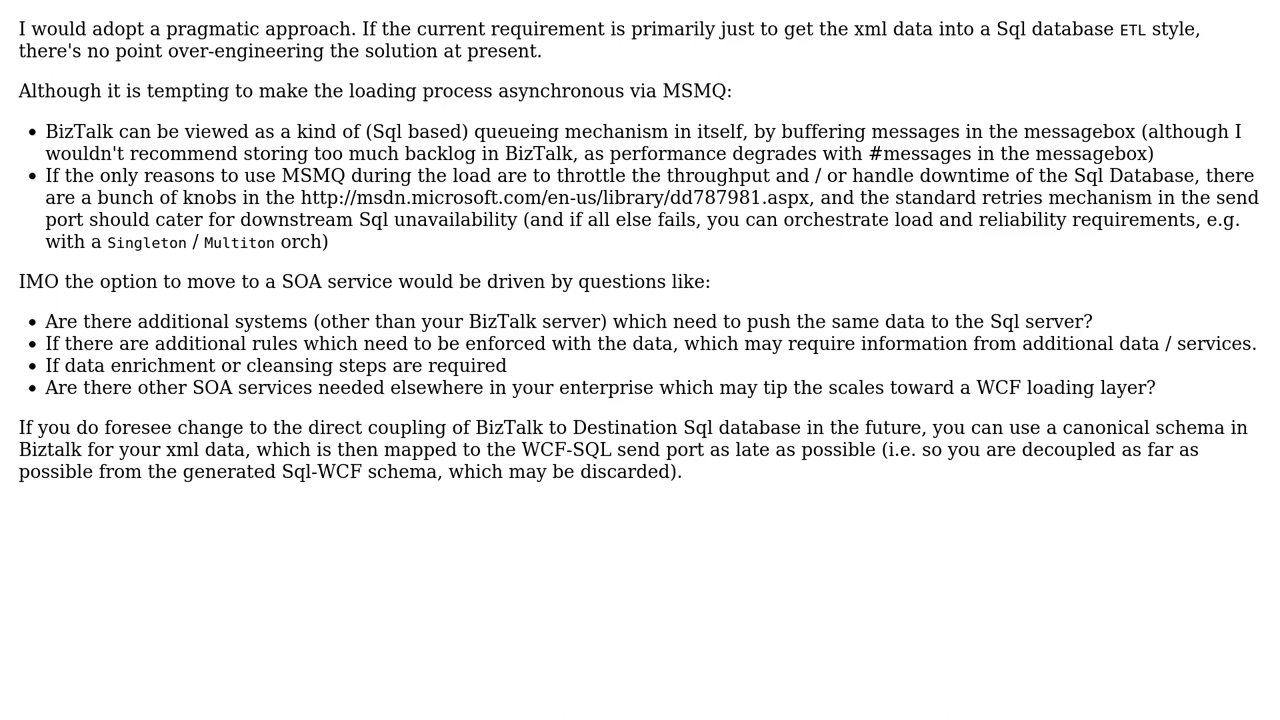 I would adopt a pragmatic approach. If the current requirement is primarily just to get the xml data into a Sql database ETL style,
there's no point over-engineering the solution at present.
Although it is tempting to make the loading process asynchronous via MSMQ:
• BizTalk can be viewed as a kind of (Sql based) queueing mechanism in itself, by buffering messages in the messagebox (although I
wouldn't recommend storing too much backlog in BizTalk, as performance degrades with #messages in the messagebox)
• If the only reasons to use MSMQ during the load are to throttle the throughput and / or handle downtime of the Sql Database, there
are a bunch of knobs in the http://msdn.microsoft.com/en-us/library/dd787981.aspx, and the standard retries mechanism in the send
port should cater for downstream Sql unavailability (and if all else fails, you can orchestrate load and reliability requirements, e.g.
with a Singleton / Multiton orch)
IMO the option to move to a SOA service would be driven by questions like:
• Are there additional systems (other than your BizTalk server) which need to push the same data to the Sql server?
• If there are additional rules which need to be enforced with the data, which may require information from additional data / services.
• If data enrichment or cleansing steps are required
• Are there other SOA services needed elsewhere in your enterprise which may tip the scales toward a WCF loading layer?
If you do foresee change to the direct coupling of BizTalk to Destination Sql database in the future, you can use a canonical schema in
Biztalk for your xml data, which is then mapped to the WCF-SQL send port as late as possible (i.e. so you are decoupled as far as
possible from the generated Sql-WCF schema, which may be discarded).